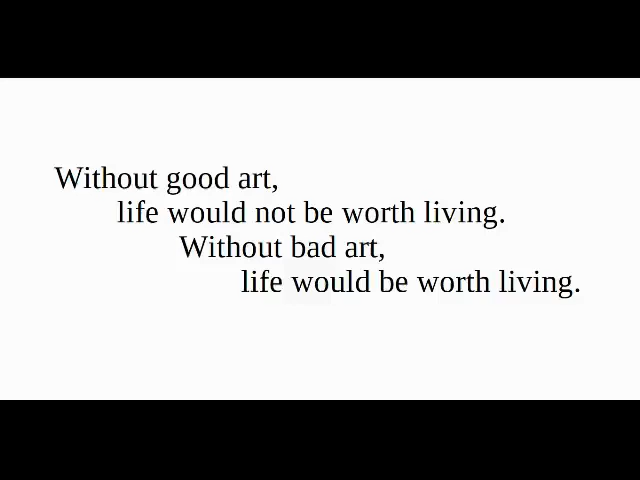 Without good art,
life would not be worth living.
Without bad art,
life would be worth living.